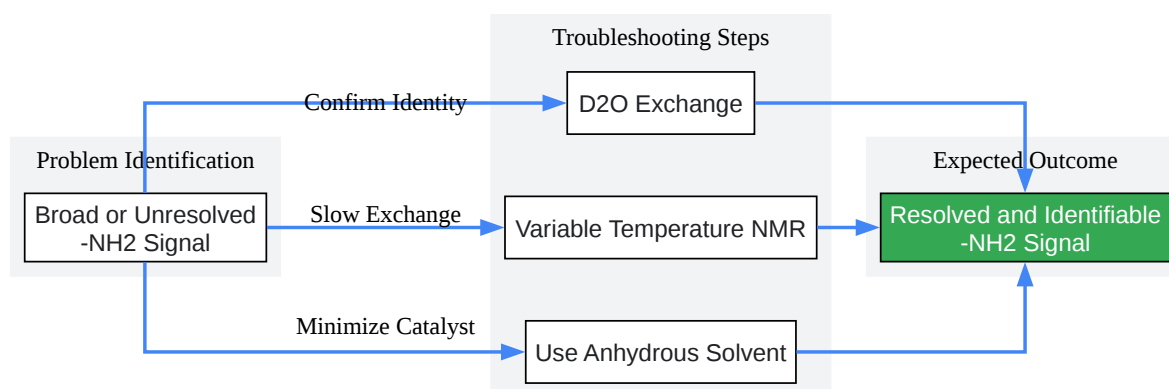 Troubleshooting Steps
Confirm Identity
D2O Exchange
Problem Identification
Expected Outcome
Broad or Unresolved
-NH2 Signal
Slow Exchange
Variable Temperature NMR
Resolved and Identifiable
-NH2 Signal
Minimize Catalyst
Use Anhydrous Solvent